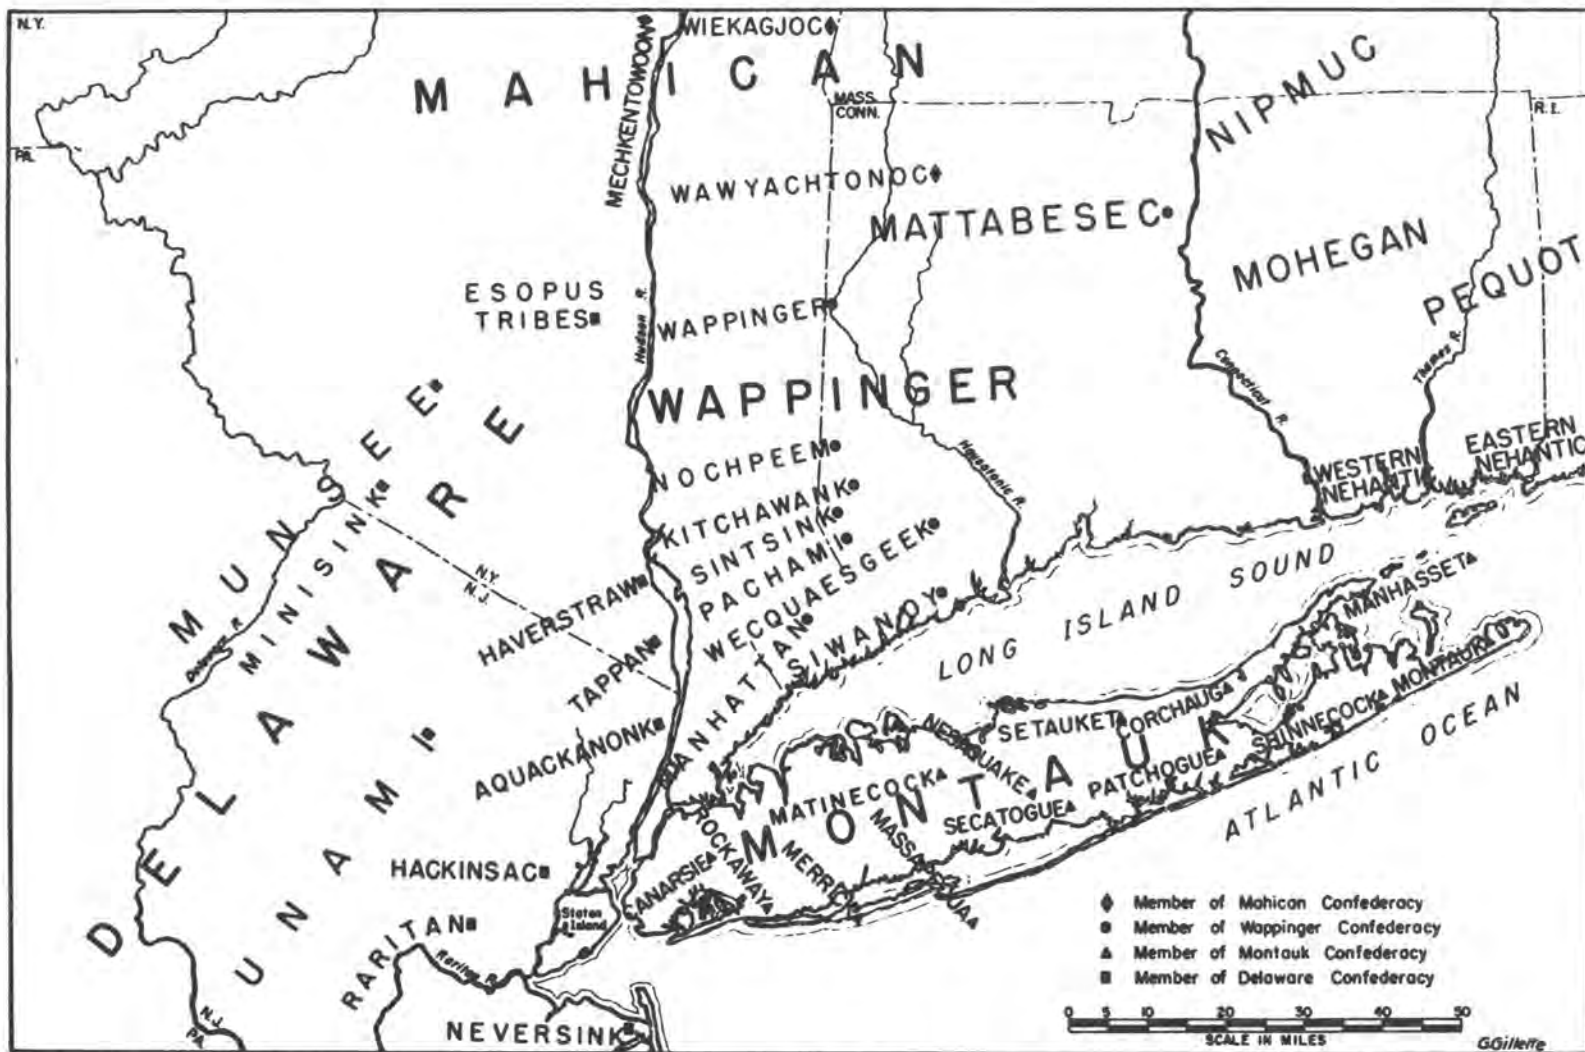 N.Y.
WIEKAGJOC
MECHKENTOWOON
MAHICAN
MASS.
CONN.
R. I.
PA.
NIPMUC
WAWYACHTONOC
MATTABESEC
MOHEGAN
PEQUOT
ESOPUS
TRIBES
Hudson R.
WAPPINGER
WAPPINGER
Connecticut R.
Thames R.
Housatonic R.
NOCHPEEM
WESTERN
NEHANTIC
EASTERN
NEHANTIC
KITCHAWANK
SINTSINK
PACHAMI
WECQUAESGEEK
SIWANOY
MANHATTAN
MUNSEE
MINISINK
DELAWARE
UNAMI
Delaware R.
N.Y.
N.J.
HAVERSTRAW
TAPPAN
AQUACKANONK
HACKINSAC
RARITAN
Raritan R.
Staten
Island
NEVERSINK
N.J.
PA.
LONG ISLAND SOUND
MANHASSET
MONTAUK
SHINNECOCK
CORCHAUG
SETAUKET
NESAQUAKE
PATCHOGUE
SECATOGUE
MATINECOCK
MONTAUK
ROCKAWAY
CANARSIE
ATLANTIC OCEAN
Member of Mahican Confederacy
Member of Wappinger Confederacy
Member of Montauk Confederacy
Member of Delaware Confederacy
0 5 10 20 30 40 50
SCALE IN MILES
G.Gillette